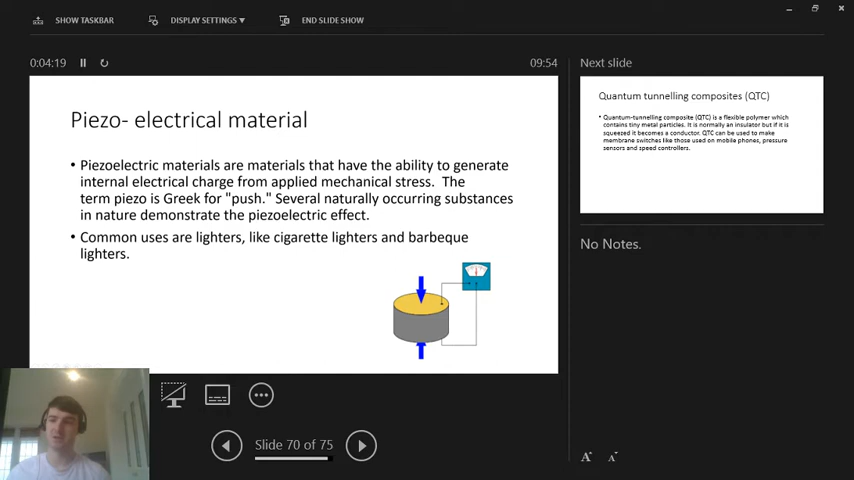 SHOW TASKBAR
DISPLAY SETTINGS ▼
END SLIDE SHOW
0:04:19
09:54
Piezo- electrical material
• Piezoelectric materials are materials that have the ability to generate
internal electrical charge from applied mechanical stress. The
term piezo is Greek for "push." Several naturally occurring substances
in nature demonstrate the piezoelectric effect.
• Common uses are lighters, like cigarette lighters and barbeque
lighters.
Slide 70 of 75
Next slide
Quantum tunnelling composites (QTC)
• Quantum-tunnelling composite (QTC) is a flexible polymer which
contains tiny metal particles. It is normally an insulator but if it is
squeezed it becomes a conductor. QTC can be used to make
membrane switches like those used on mobile phones, pressure
sensors and speed controllers.
No Notes.
A A